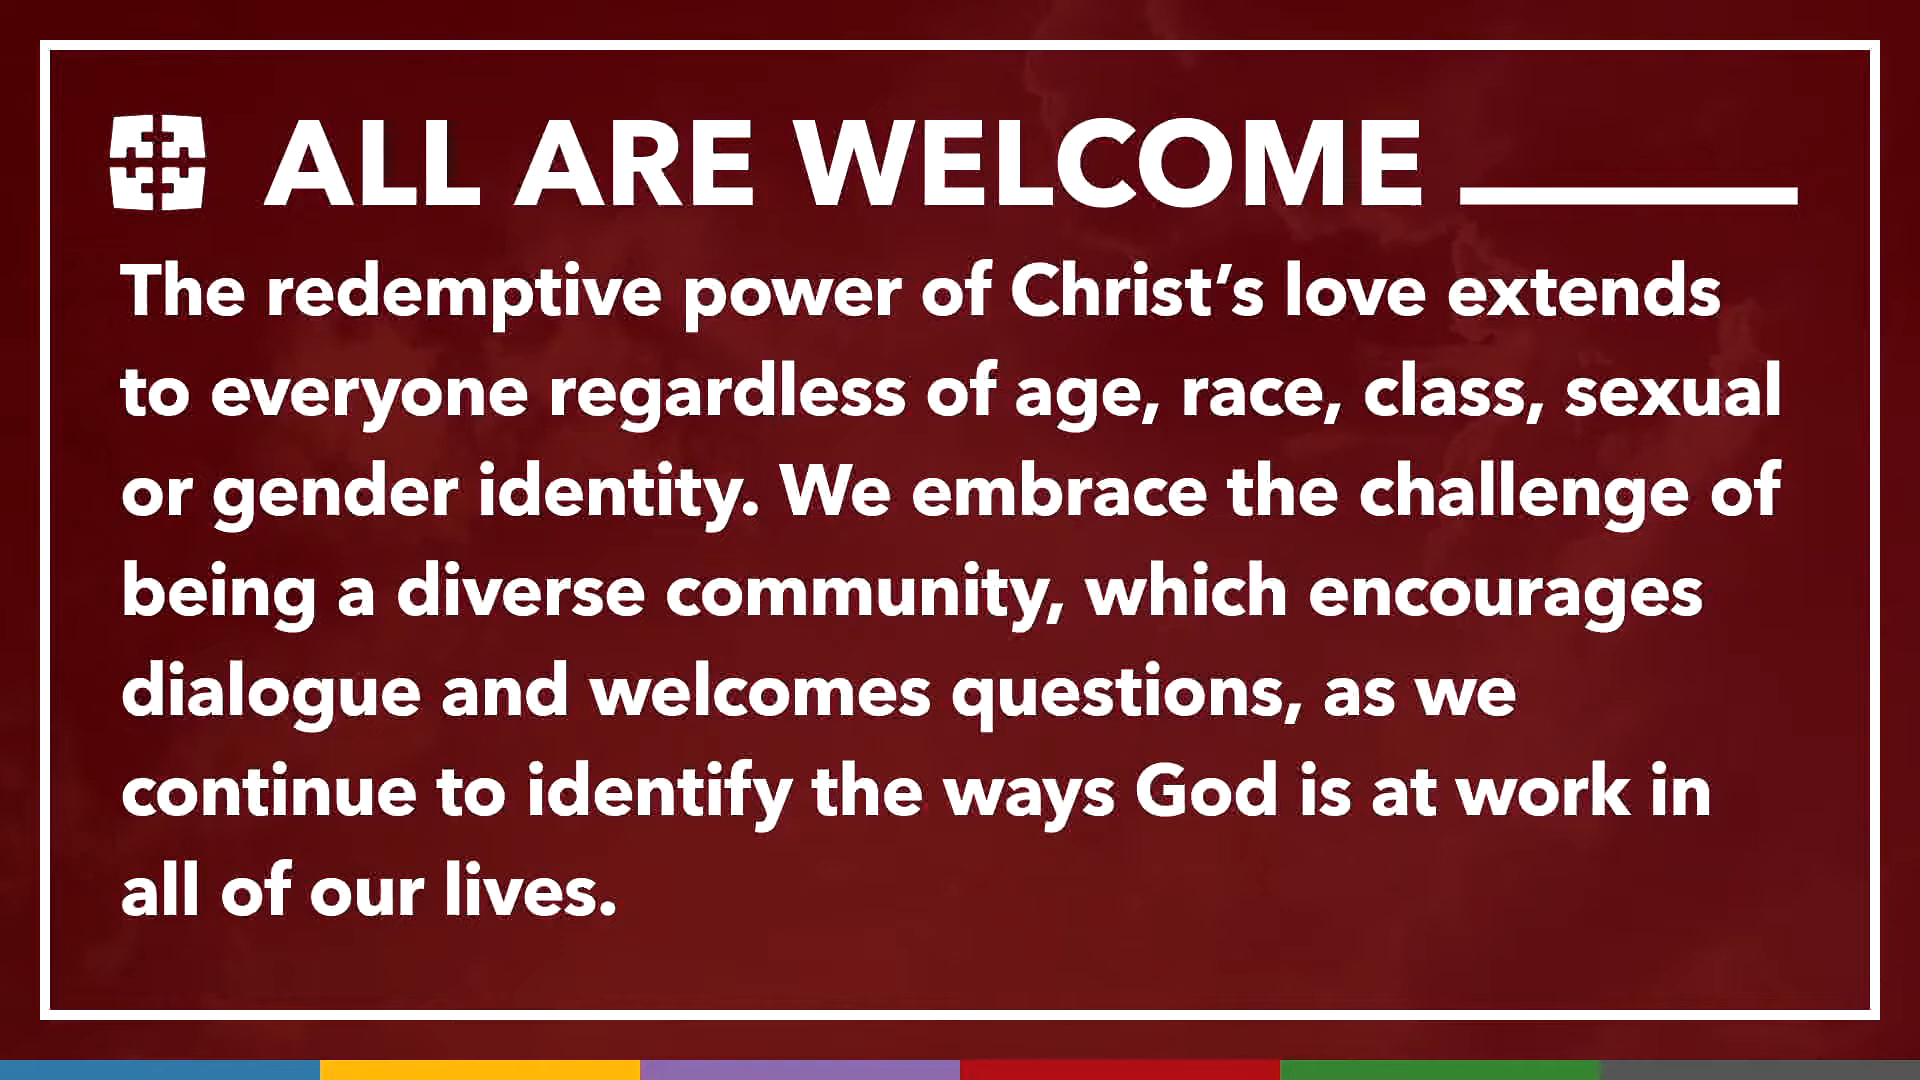 ALL ARE WELCOME
The redemptive power of Christ’s love extends
to everyone regardless of age, race, class, sexual
or gender identity. We embrace the challenge of
being a diverse community, which encourages
dialogue and welcomes questions, as we
continue to identify the ways God is at work in
all of our lives.